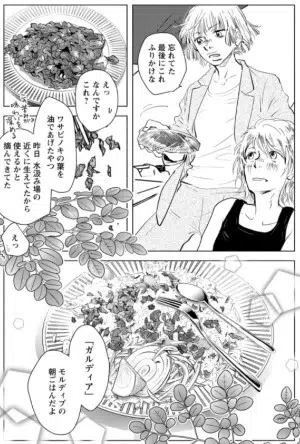 忘れてた
最後にこれ
ふりかけな
えっ
なんですか
これ?
ワサビノキの葉を
油であげたやつ
昨日 水汲み場の
近くに生えてたから
使えるかと
摘んできてた
えっ
「ガルディア」
モルディブの
朝ごはんだよ